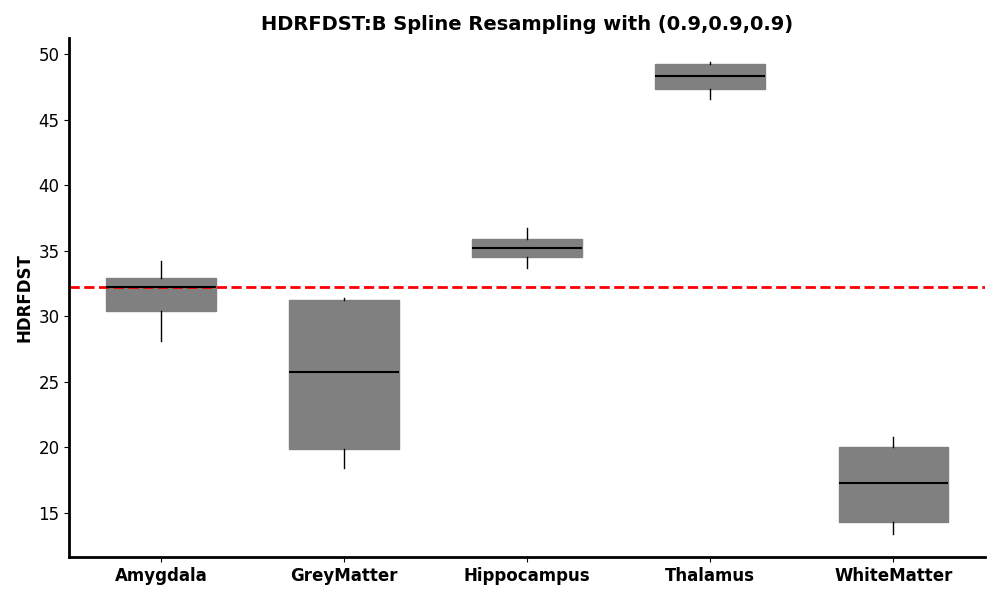 HDRFDST:B Spline Resampling with (0.9,0.9,0.9)
HDRFDST
50
45
40
35
30
25
20
15
Amygdala GreyMatter Hippocampus Thalamus WhiteMatter